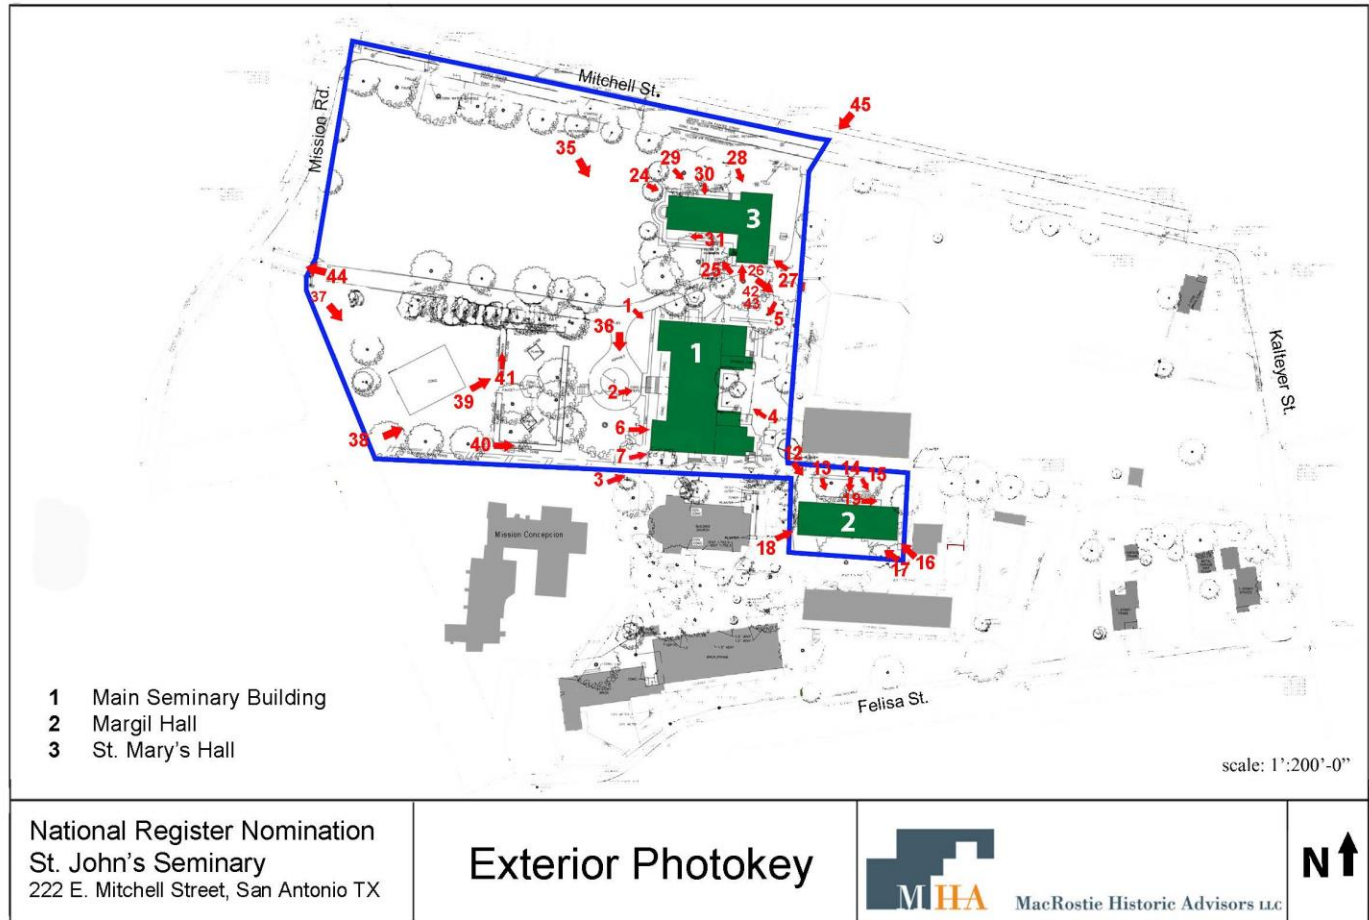 Mitchell St.
45
Mission Rd.
35
29
28
24
30
3
31
25
26
27
44
42
43
37
1
5
36
1
41
2
39
4
Kalteyer St.
6
38
40
7
12
13
14
15
3
19
2
Mission Concepcion
18
17
16
Felisa St.
1 Main Seminary Building
2 Margil Hall
3 St. Mary's Hall
scale: 1':200'-0"
National Register Nomination
St. John's Seminary
222 E. Mitchell Street, San Antonio TX
Exterior Photokey
MHA
MacRostie Historic Advisors LLC
N